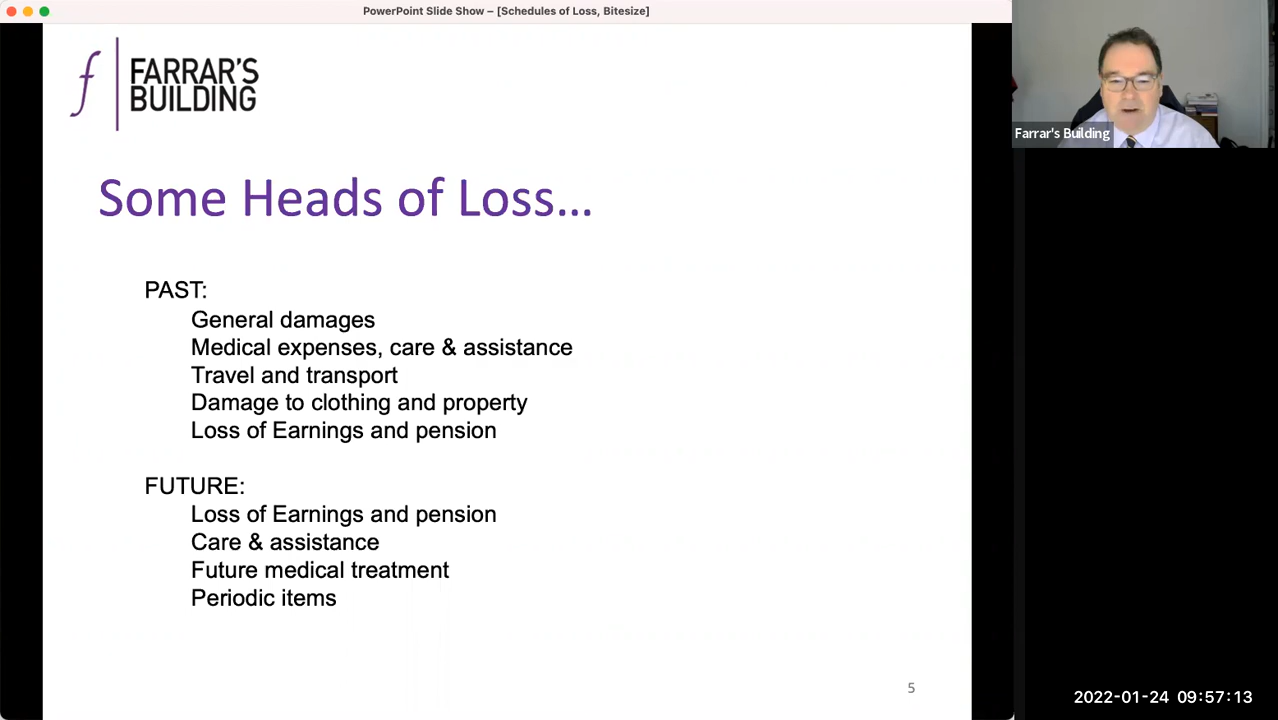 PowerPoint Slide Show – [Schedules of Loss, Bitesize]
f
FARRAR'S
BUILDING
Farrar's Building
Some Heads of Loss...
PAST:
General damages
Medical expenses, care & assistance
Travel and transport
Damage to clothing and property
Loss of Earnings and pension
FUTURE:
Loss of Earnings and pension
Care & assistance
Future medical treatment
Periodic items
5
2022-01-24 09:57:13